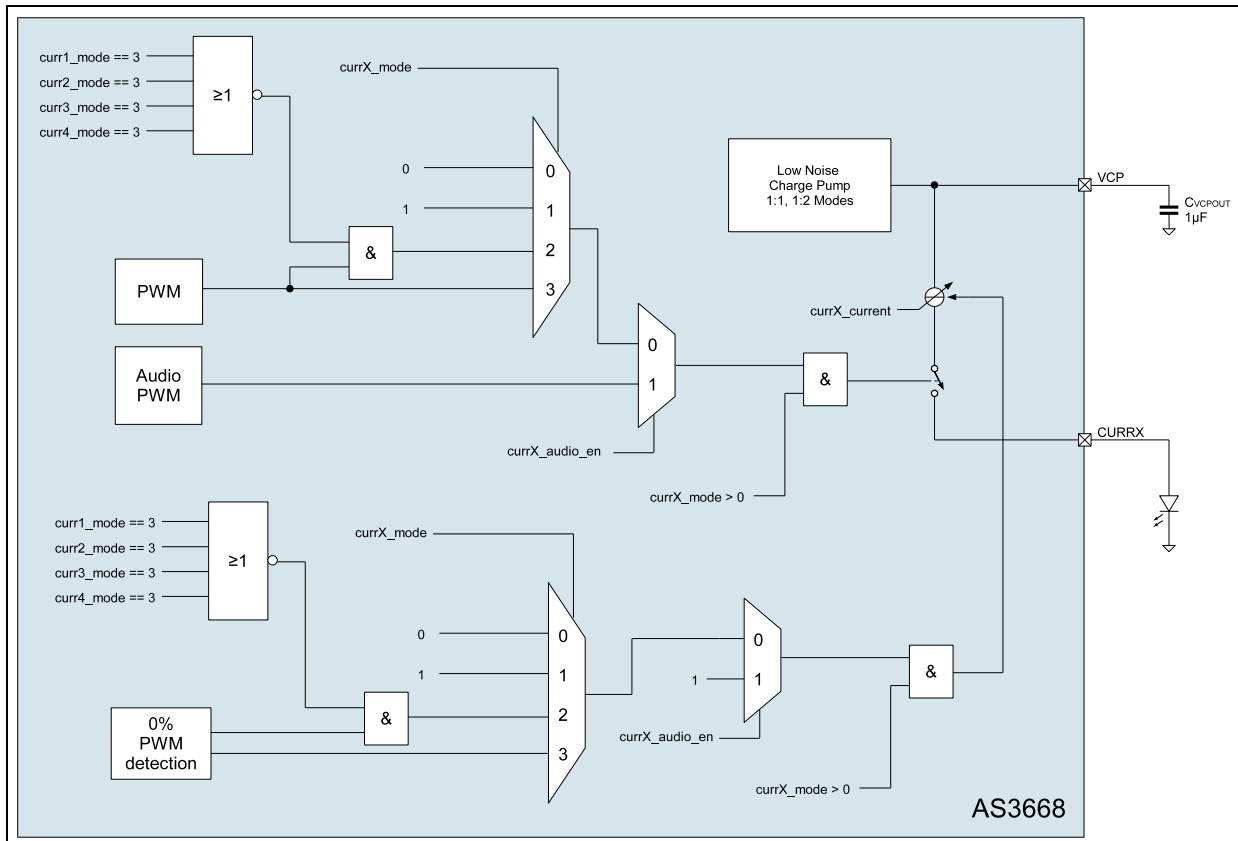 curr1_mode == 3
curr2_mode == 3
curr3_mode == 3
curr4_mode == 3
≥1
currX_mode
0
1
0
1
2
3
&
PWM
Audio
PWM
0
1
currX_audio_en
&
currX_mode > 0
Low Noise
Charge Pump
1:1, 1:2 Modes
VCP
CVCPOUT
1µF
currX_current
CURRX
curr1_mode == 3
curr2_mode == 3
curr3_mode == 3
curr4_mode == 3
≥1
currX_mode
0
1
0
1
2
3
&
0%
PWM
detection
0
1
1
currX_audio_en
&
currX_mode > 0
AS3668